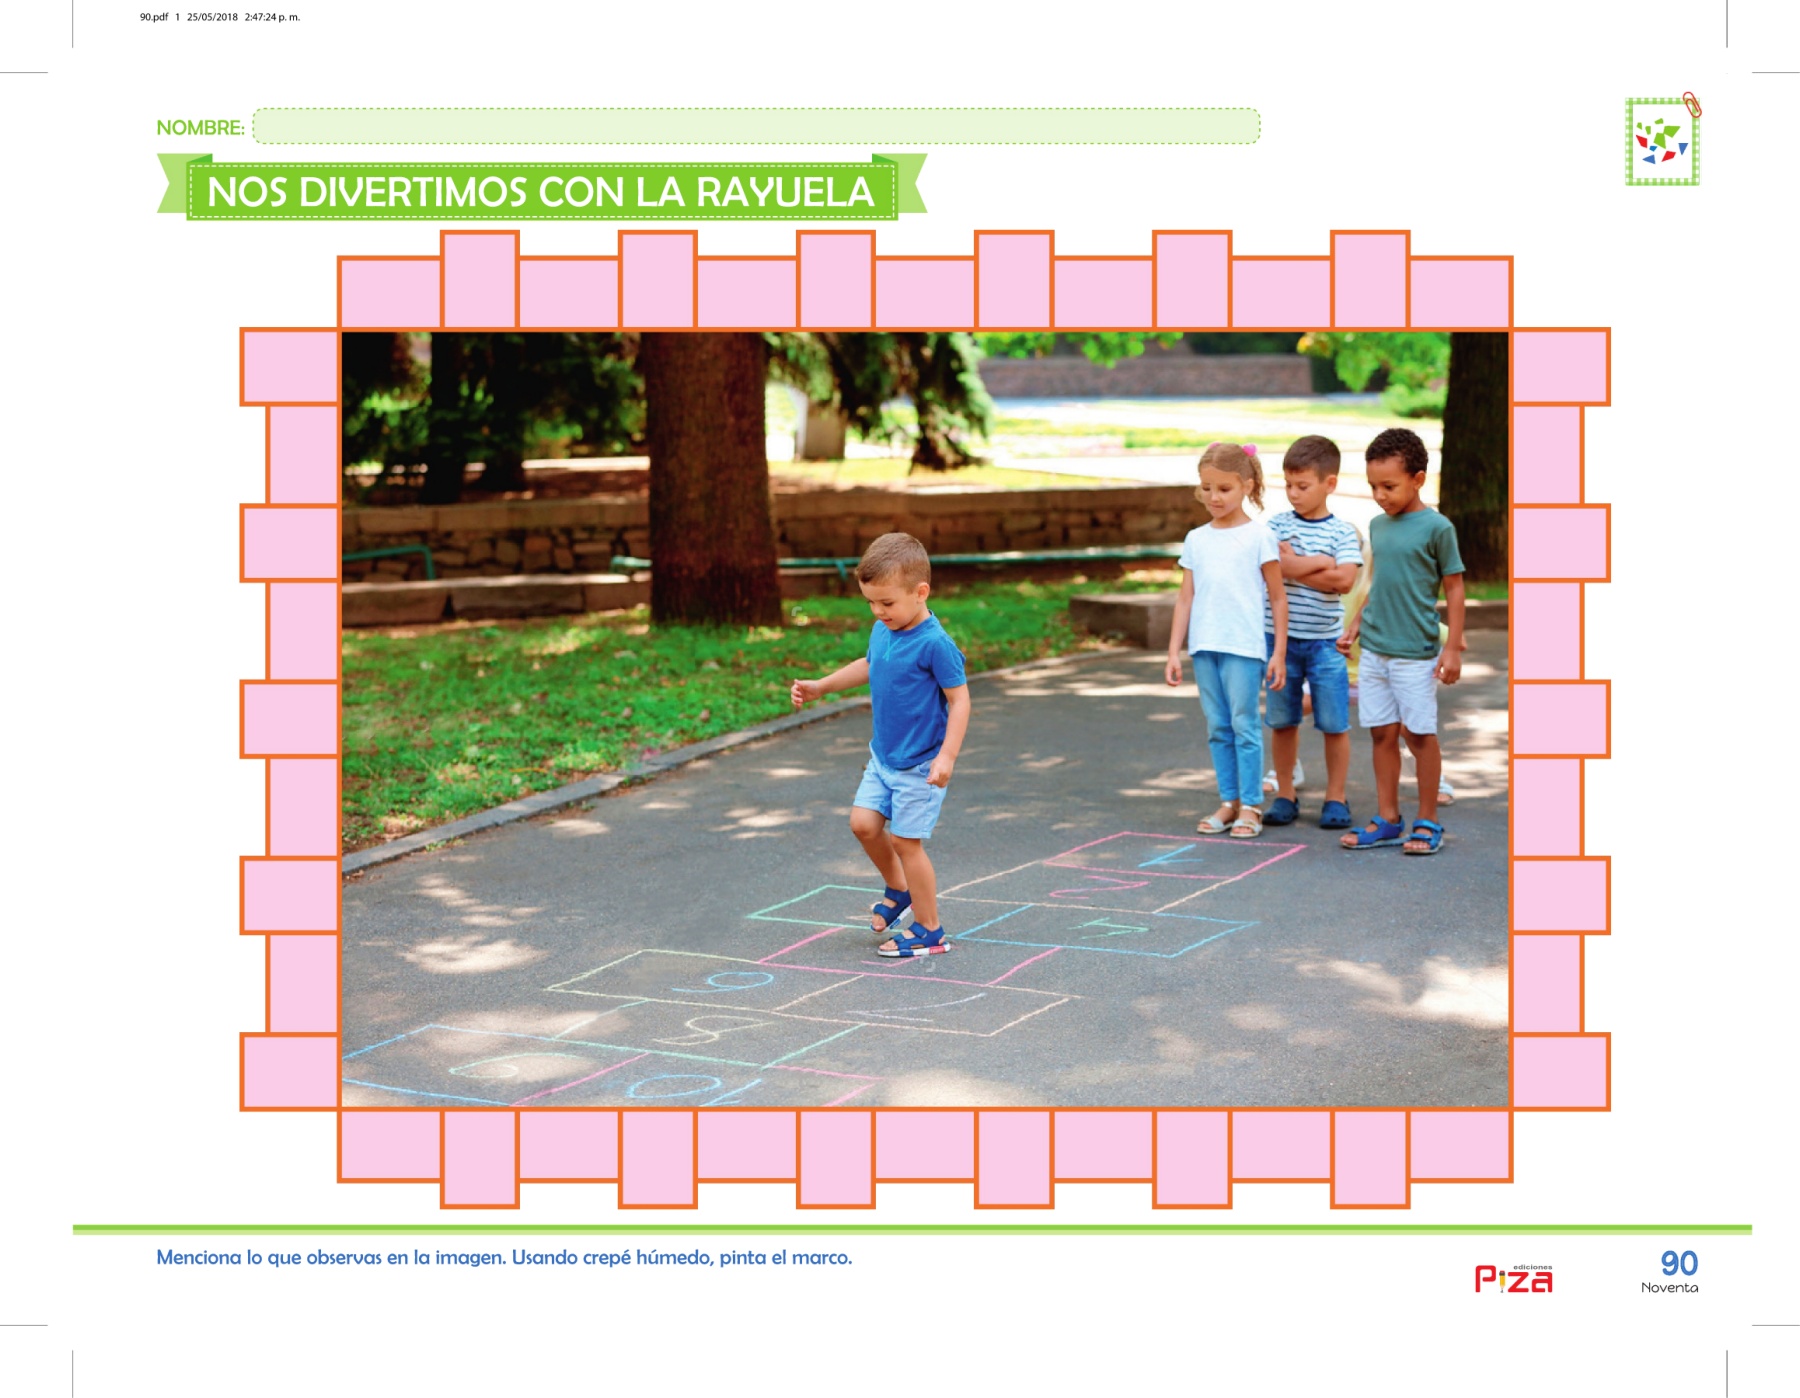 90.pdf 1 25/05/2018 2:47:24 p. m.
NOMBRE:
NOS DIVERTIMOS CON LA RAYUELA
Menciona lo que observas en la imagen. Usando crepé húmedo, pinta el marco.
ediciones
Piza
90
Noventa